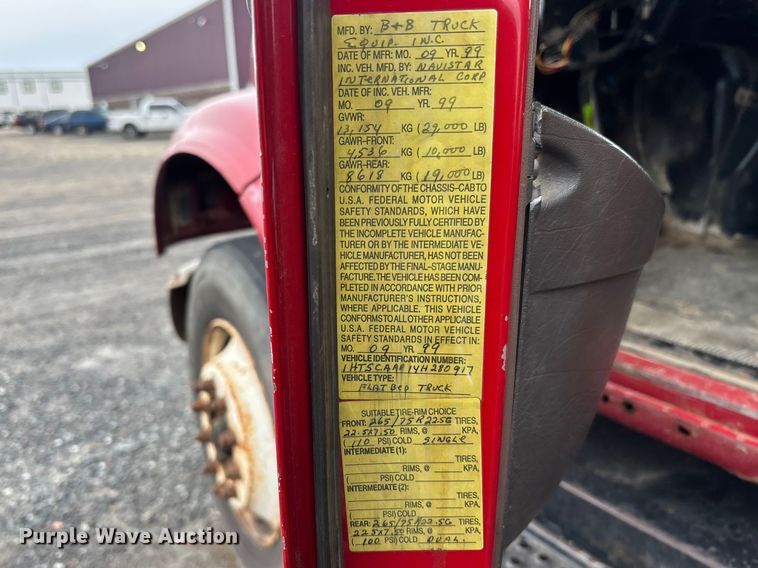 MFD. BY: B+B TRUCK
EQUIP. INC.
DATE OF MFR: MO. 09 YR. 99
INC. VEH. MFD. BY: NAVISTAR
INTERNATIONAL CORP
DATE OF INC. VEH. MFR:
MO. 09 YR. 99
GVWR:
13,154 KG (29,000 LB)
GAWR-FRONT:
4,536 KG (10,000 LB)
GAWR-REAR:
8618 KG (19,000 LB)
CONFORMITY OF THE CHASSIS-CAB TO
U.S.A. FEDERAL MOTOR VEHICLE
SAFETY STANDARDS, WHICH HAVE
BEEN PREVIOUSLY FULLY CERTIFIED BY
THE INCOMPLETE VEHICLE MANUFAC-
TURER OR BY THE INTERMEDIATE VE-
HICLE MANUFACTURER, HAS NOT BEEN
AFFECTED BY THE FINAL-STAGE MANU-
FACTURE. THE VEHICLE HAS BEEN COM-
PLETED IN ACCORDANCE WITH PRIOR
MANUFACTURER'S INSTRUCTIONS,
WHERE APPLICABLE. THIS VEHICLE
CONFORMS TO ALL OTHER APPLICABLE
U.S.A. FEDERAL MOTOR VEHICLE
SAFETY STANDARDS IN EFFECT IN:
MO. 09 YR. 99
VEHICLE IDENTIFICATION NUMBER:
1HTSCAAR14H280917
VEHICLE TYPE:
FLAT BED TRUCK
SUITABLE TIRE-RIM CHOICE
FRONT: 265/75R22.5G TIRES,
22.5X7.50 RIMS, @ KPA,
(110 PSI) COLD SINGLE
INTERMEDIATE (1):
TIRES,
RIMS, @ KPA,
( PSI) COLD
INTERMEDIATE (2):
TIRES,
RIMS, @ KPA,
( PSI) COLD
REAR: 265/75R22.5G TIRES,
22.5X7.50 RIMS, @ KPA,
(100 PSI) COLD DUAL.
Purple Wave Auction